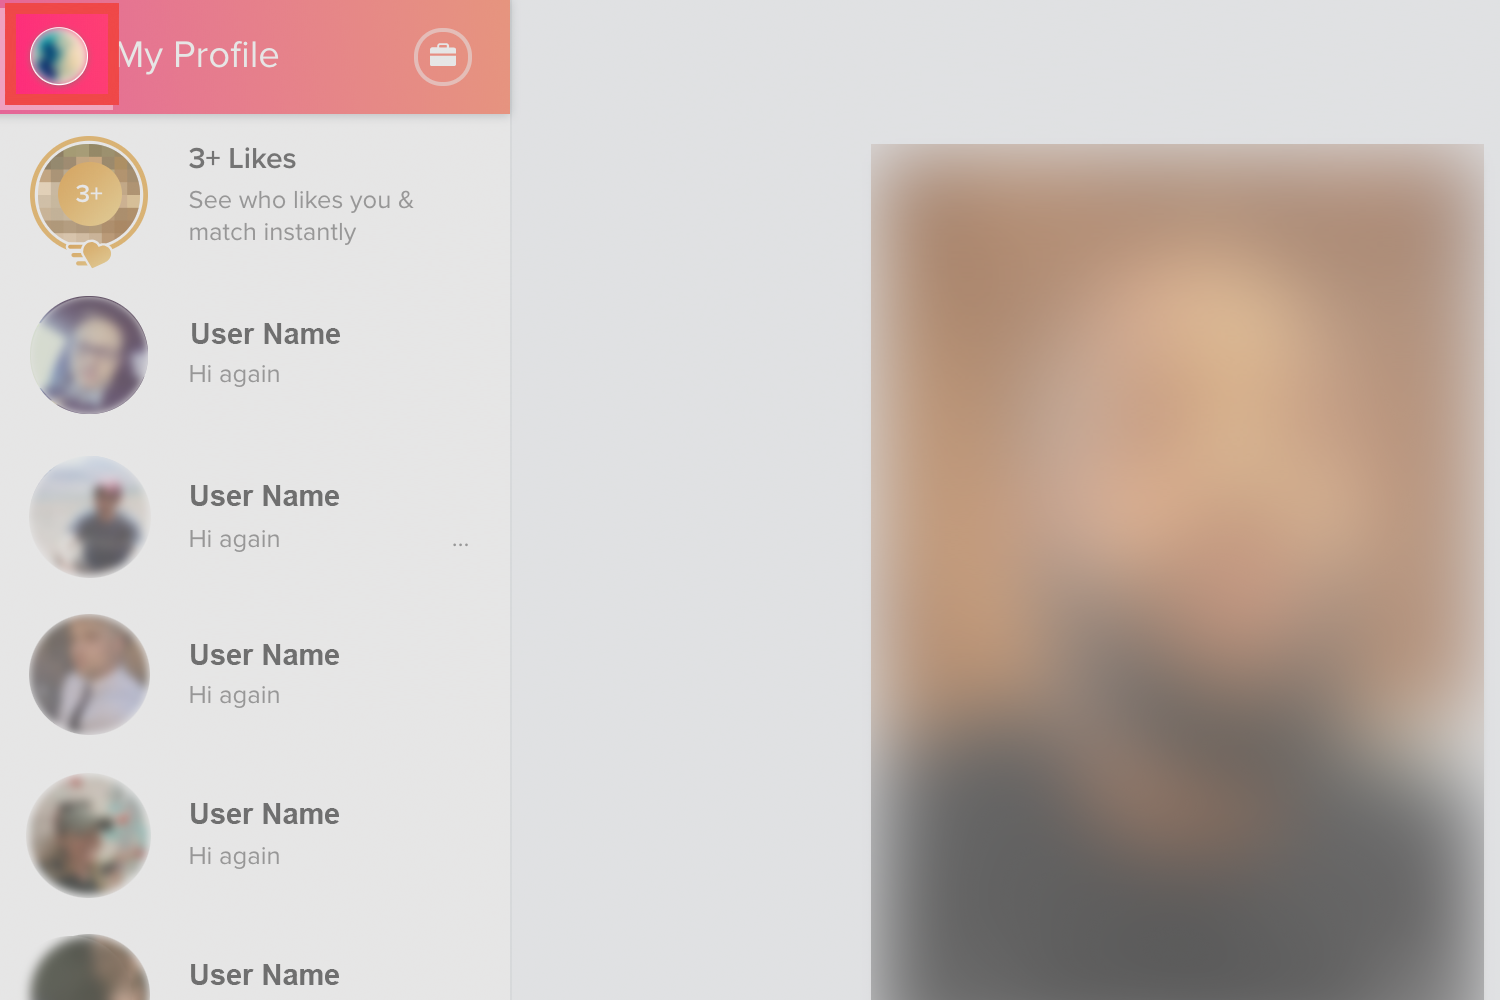 My Profile
3+
3+ Likes
See who likes you &
match instantly
User Name
Hi again
User Name
Hi again
...
User Name
Hi again
User Name
Hi again
User Name